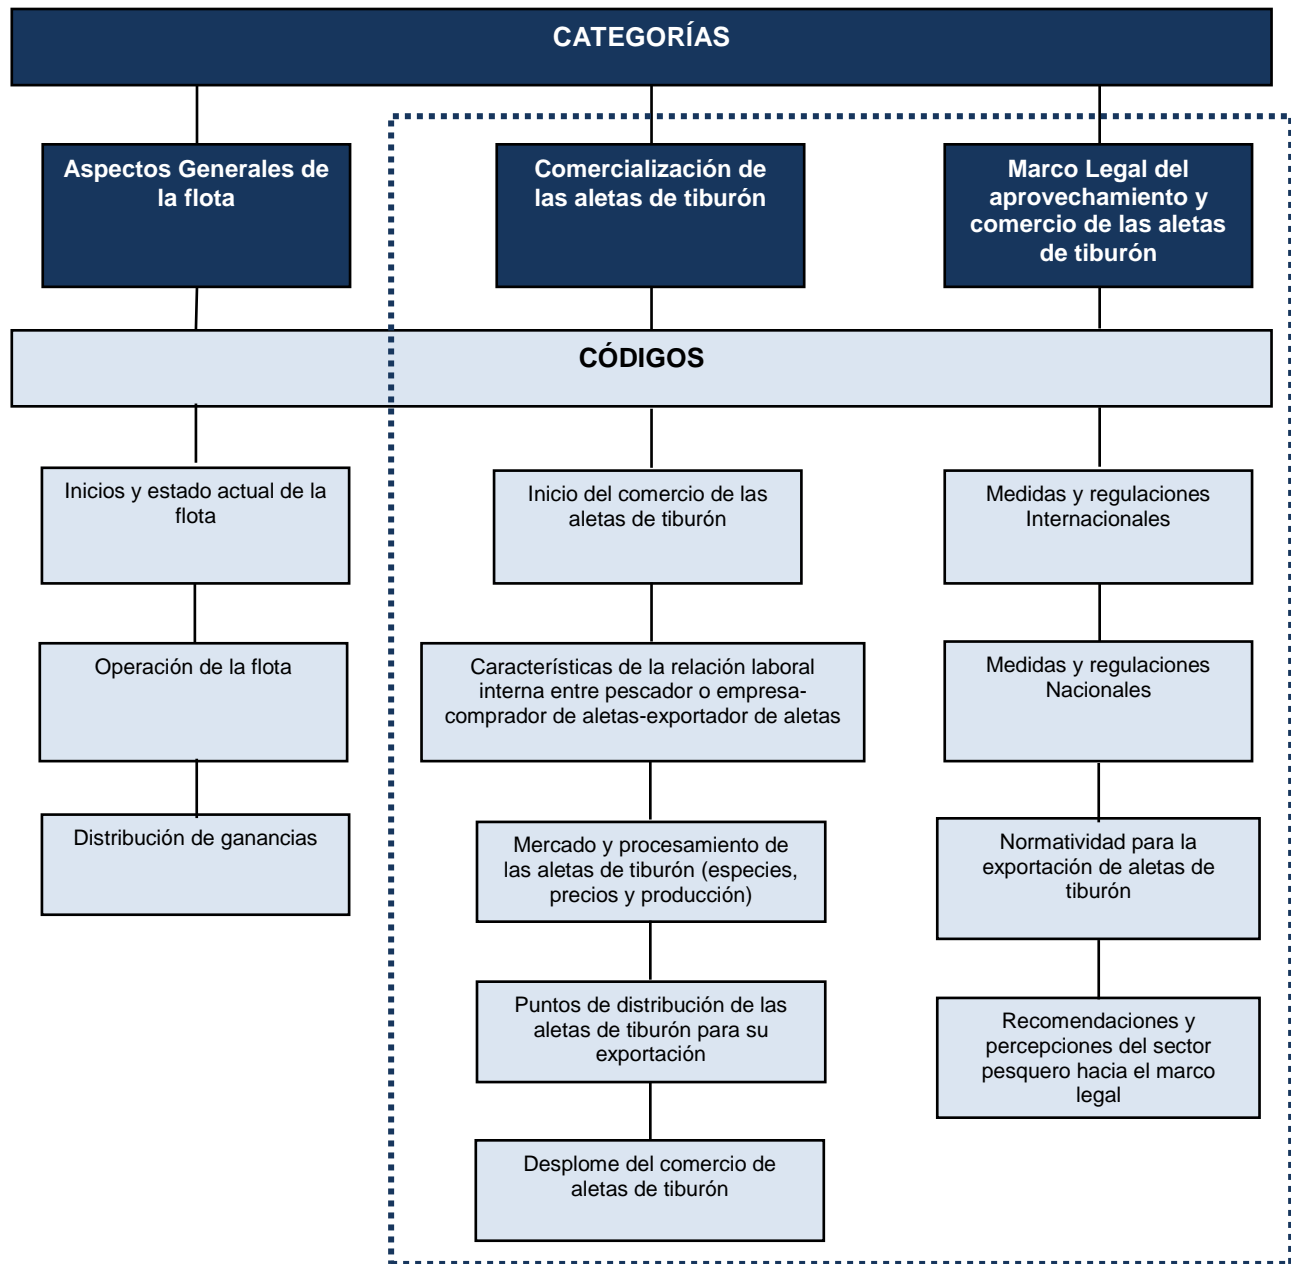 CATEGORÍAS
Aspectos Generales de
la flota
Comercialización de
las aletas de tiburón
Marco Legal del
aprovechamiento y
comercio de las aletas
de tiburón
CÓDIGOS
Inicios y estado actual de la
flota
Operación de la flota
Distribución de ganancias
Inicio del comercio de las
aletas de tiburón
Características de la relación laboral
interna entre pescador o empresa-
comprador de aletas-exportador de aletas
Mercado y procesamiento de
las aletas de tiburón (especies,
precios y producción)
Puntos de distribución de las
aletas de tiburón para su
exportación
Desplome del comercio de
aletas de tiburón
Medidas y regulaciones
Internacionales
Medidas y regulaciones
Nacionales
Normatividad para la
exportación de aletas de
tiburón
Recomendaciones y
percepciones del sector
pesquero hacia el marco
legal